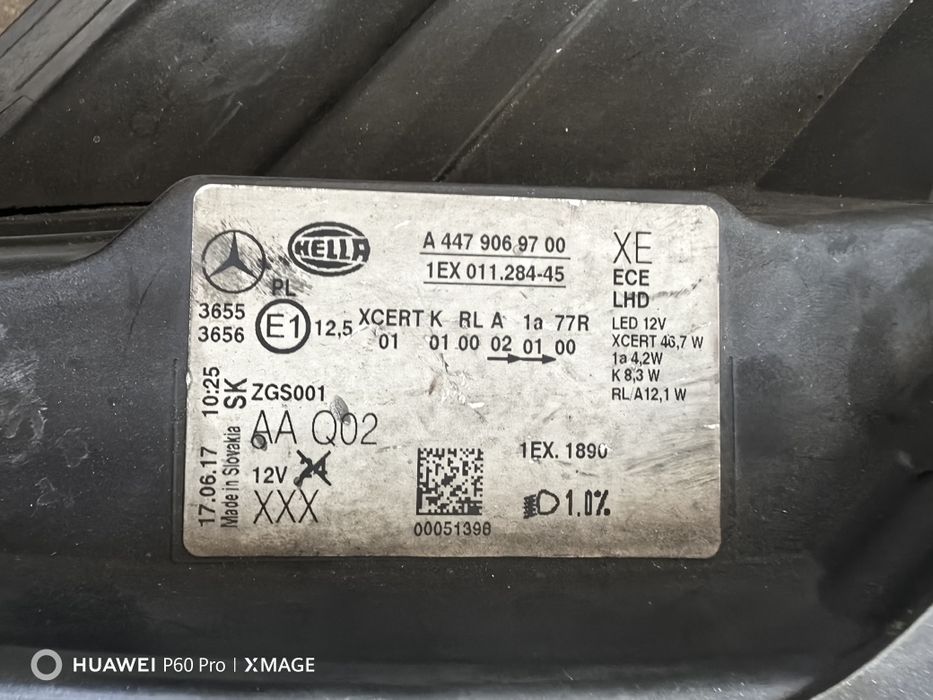 HELLA
A 447 906 97 00
1EX 011.284-45
XE
ECE
LHD
PL
3655
3656
E1
12,5
XCERT K RL A 1a 77R
01 01 00 02 01 00
LED 12V
XCERT 46,7 W
1a 4,2W
K 8,3 W
RL/A12,1 W
17.06.17 10:25
Made in Slovakia
SK
ZGS001
AA Q02
12V 24
XXX
00051398
1EX. 1890
1.0%
HUAWEI P60 Pro | XMAGE